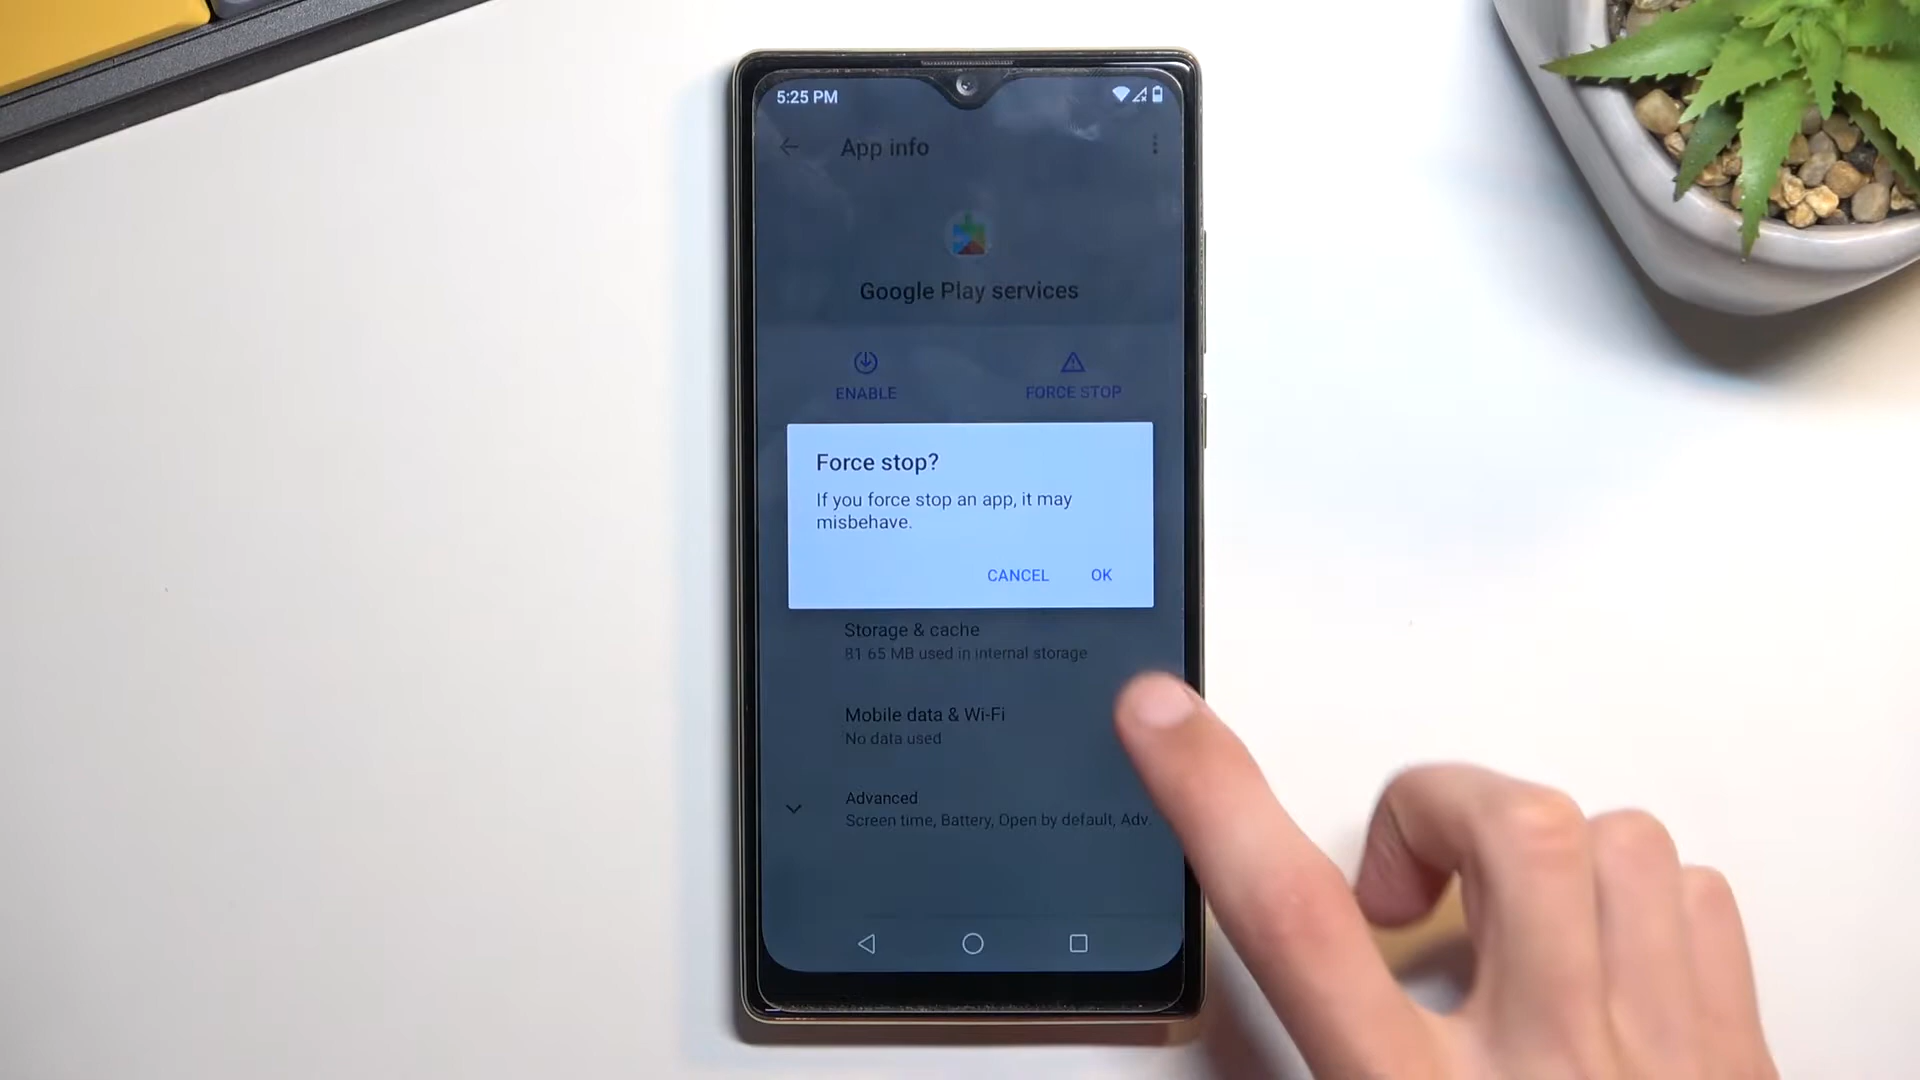 5:25 PM
App info
Google Play services
ENABLE
FORCE STOP
Force stop?
If you force stop an app, it may
misbehave.
CANCEL
OK
Storage & cache
81 65 MB used in internal storage
Mobile data & Wi-Fi
No data used
Advanced
Screen time, Battery, Open by default, Adv